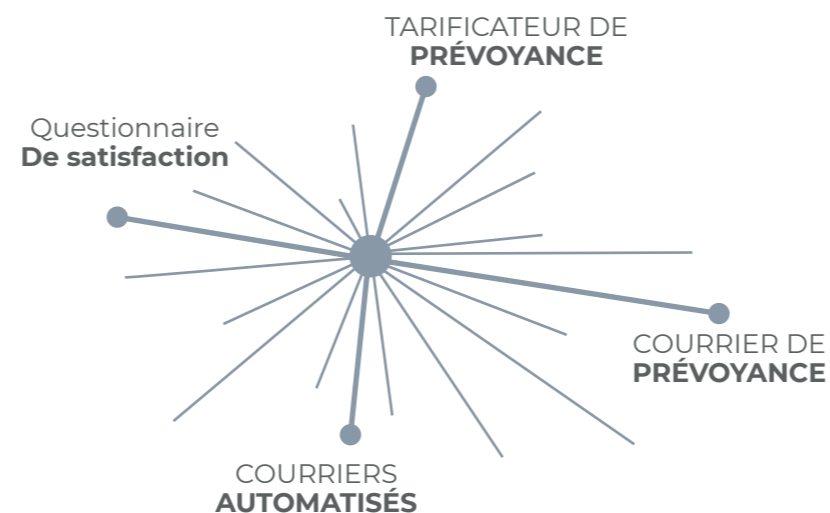 TARIFICATEUR DE
PRÉVOYANCE
Questionnaire
De satisfaction
COURRIER DE
PRÉVOYANCE
COURRIERS
AUTOMATISÉS